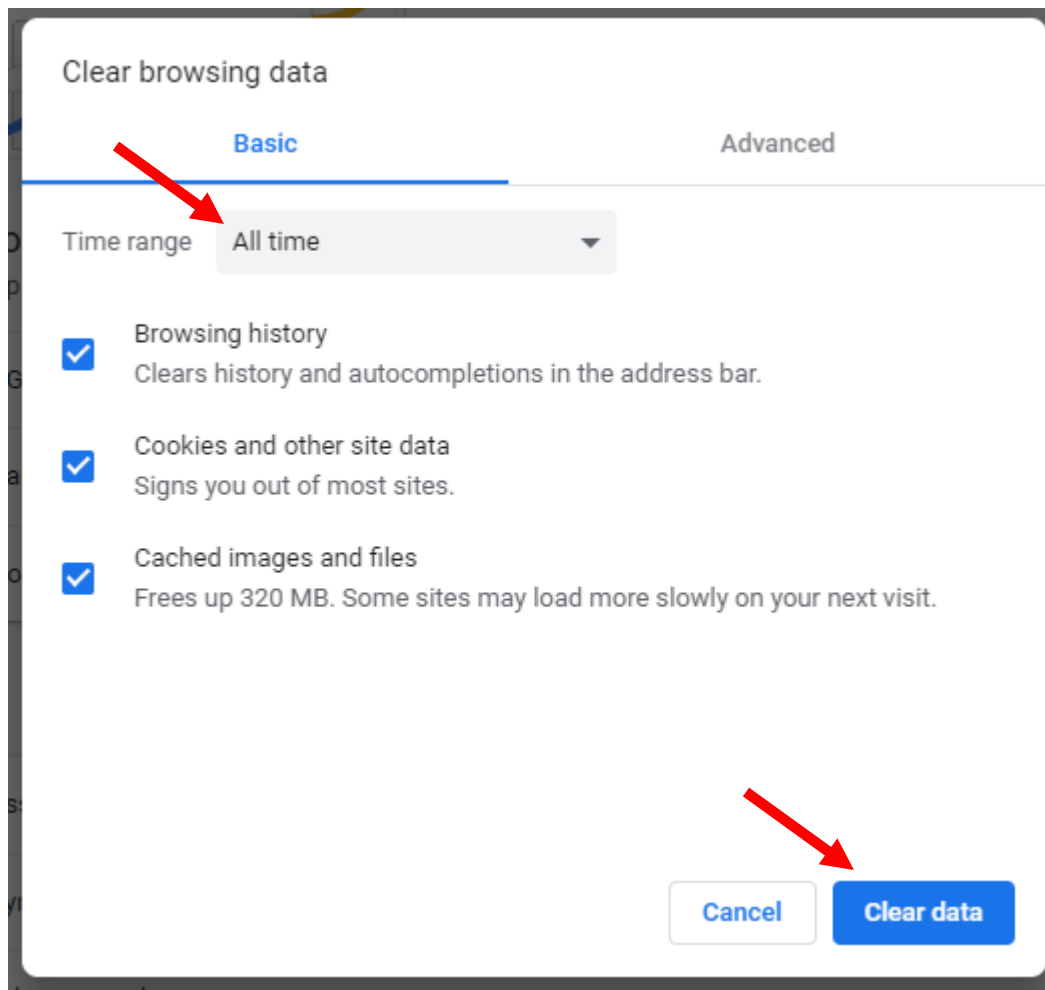 Clear browsing data
Basic Advanced
Time range All time
Browsing history
Clears history and autocompletions in the address bar.
Cookies and other site data
Signs you out of most sites.
Cached images and files
Frees up 320 MB. Some sites may load more slowly on your next visit.
Cancel Clear data